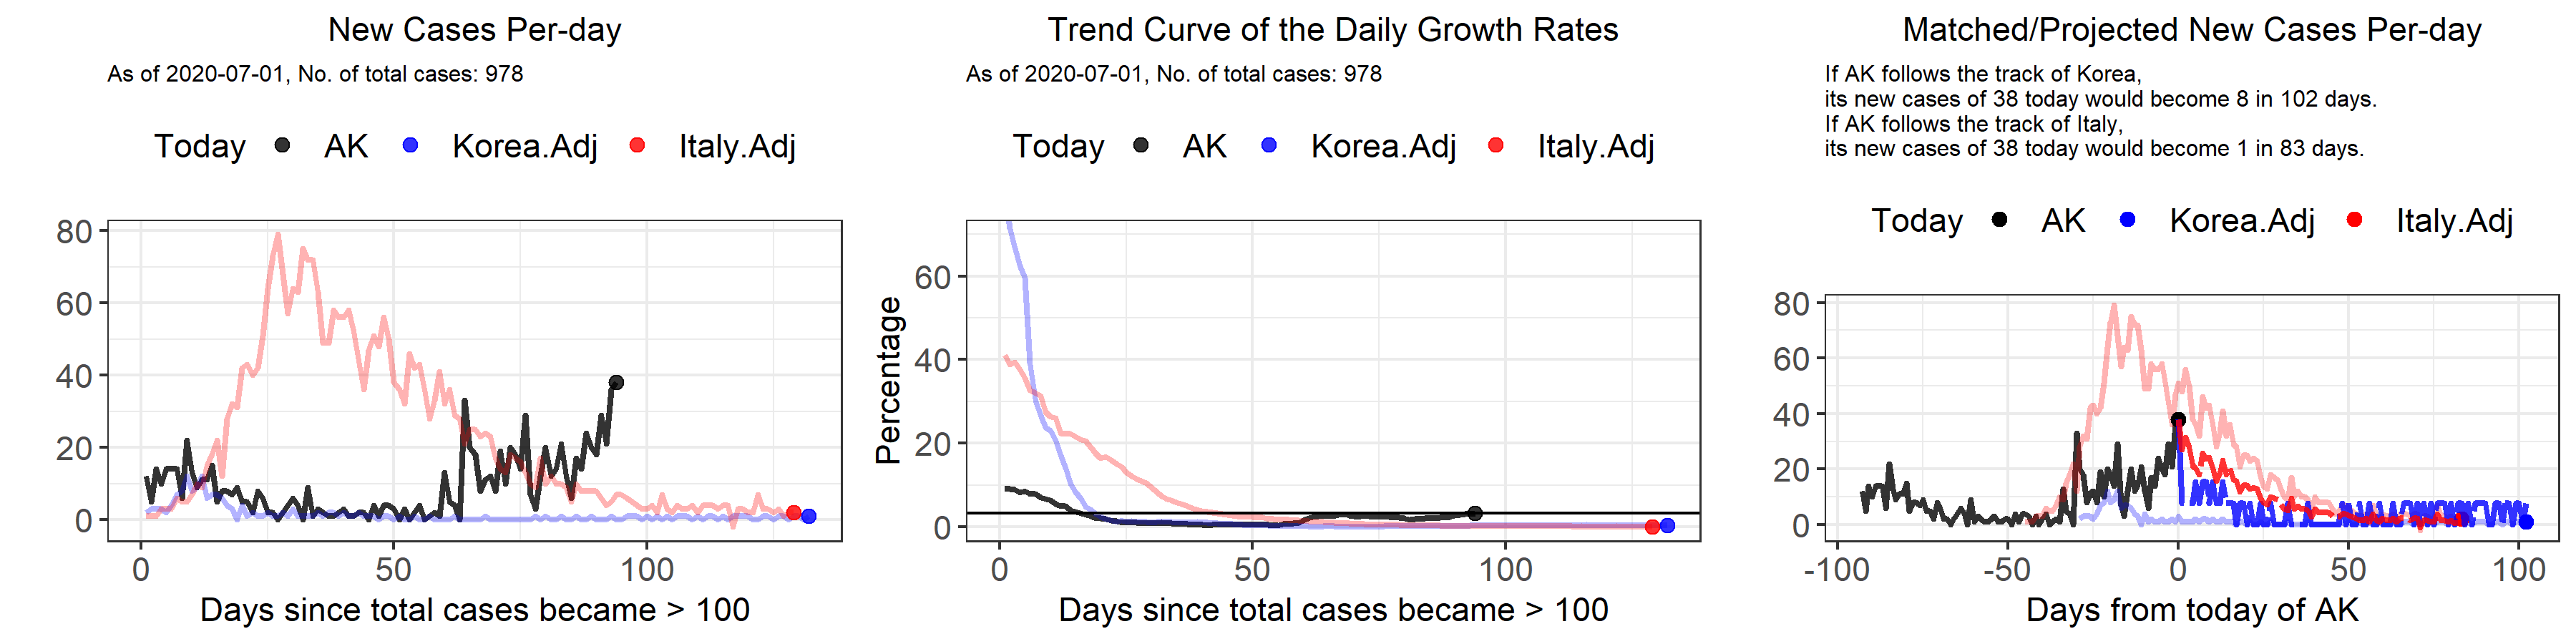 New Cases Per-day
As of 2020-07-01, No. of total cases: 978
Today AK Korea.Adj Italy.Adj
80
60
40
20
0
0 50 100
Days since total cases became > 100
Trend Curve of the Daily Growth Rates
As of 2020-07-01, No. of total cases: 978
Today AK Korea.Adj Italy.Adj
Percentage
60
40
20
0
0 50 100
Days since total cases became > 100
Matched/Projected New Cases Per-day
If AK follows the track of Korea,
its new cases of 38 today would become 8 in 102 days.
If AK follows the track of Italy,
its new cases of 38 today would become 1 in 83 days.
Today AK Korea.Adj Italy.Adj
80
60
40
20
0
-100 -50 0 50 100
Days from today of AK